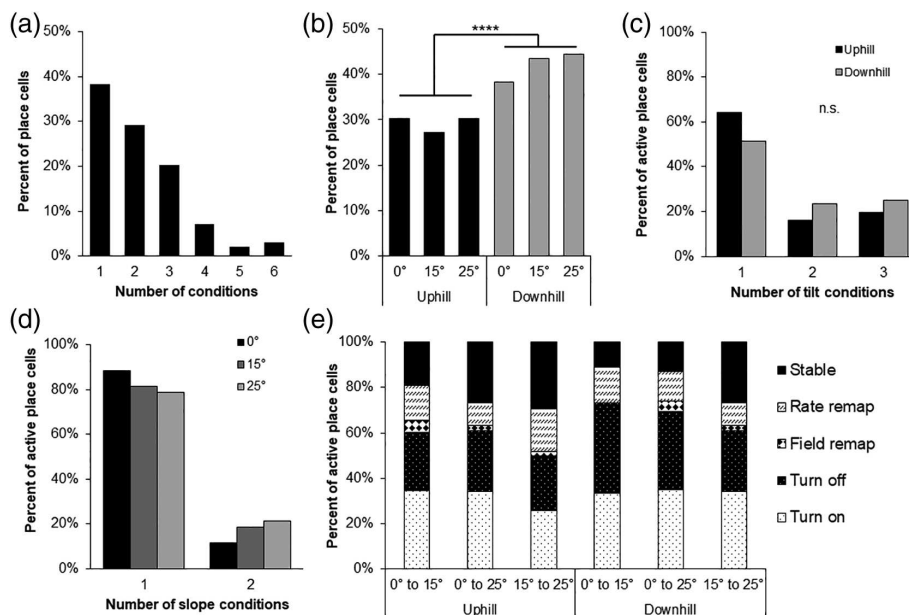 (a)
50%
40%
30%
20%
10%
0%
Percent of place cells
1 2 3 4 5 6
Number of conditions
(b)
50%
40%
30%
20%
10%
0%
Percent of place cells
****
0° 15° 25° 0° 15° 25°
Uphill Downhill
(c)
100%
80%
60%
40%
20%
0%
Percent of active place cells
Uphill
Downhill
n.s.
1 2 3
Number of tilt conditions
(d)
100%
80%
60%
40%
20%
0%
Percent of active place cells
0°
15°
25°
1 2
Number of slope conditions
(e)
100%
80%
60%
40%
20%
0%
Percent of active place cells
0° to 15° 0° to 25° 15° to 25° 0° to 15° 0° to 25° 15° to 25°
Uphill Downhill
Stable
Rate remap
Field remap
Turn off
Turn on